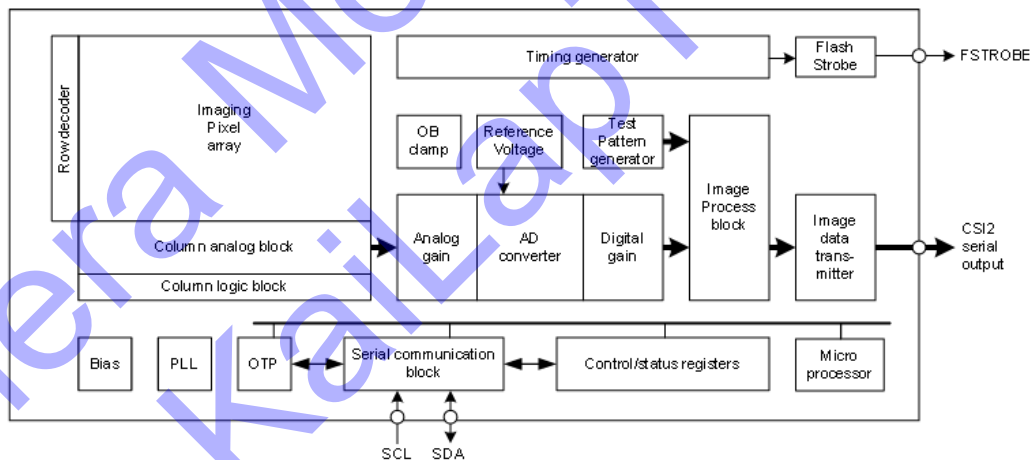 Timing generator
Flash
Strobe
FSTROBE
Row decoder
Imaging
Pixel
array
OB
clamp
Reference
Voltage
Test
Pattern
generator
Image
Process
block
Column analog block
Analog
gain
AD
converter
Digital
gain
Image
data
trans-
mitter
CSI2
serial
output
Column logic block
Bias
PLL
OTP
Serial communication
block
Control/status registers
Micro
processor
SCL
SDA
KaiLap